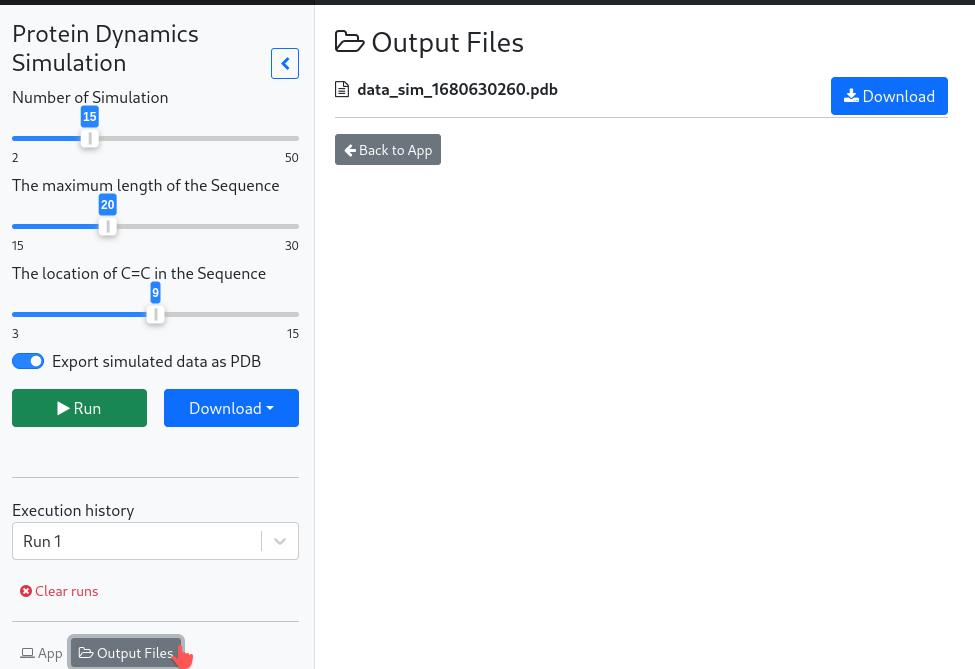 Protein Dynamics
Simulation
Number of Simulation
15
2 50
The maximum length of the Sequence
20
15 30
The location of C=C in the Sequence
9
3 15
Export simulated data as PDB
Run Download
Execution history
Run 1
Clear runs
App Output Files
Output Files
data_sim_1680630260.pdb Download
Back to App